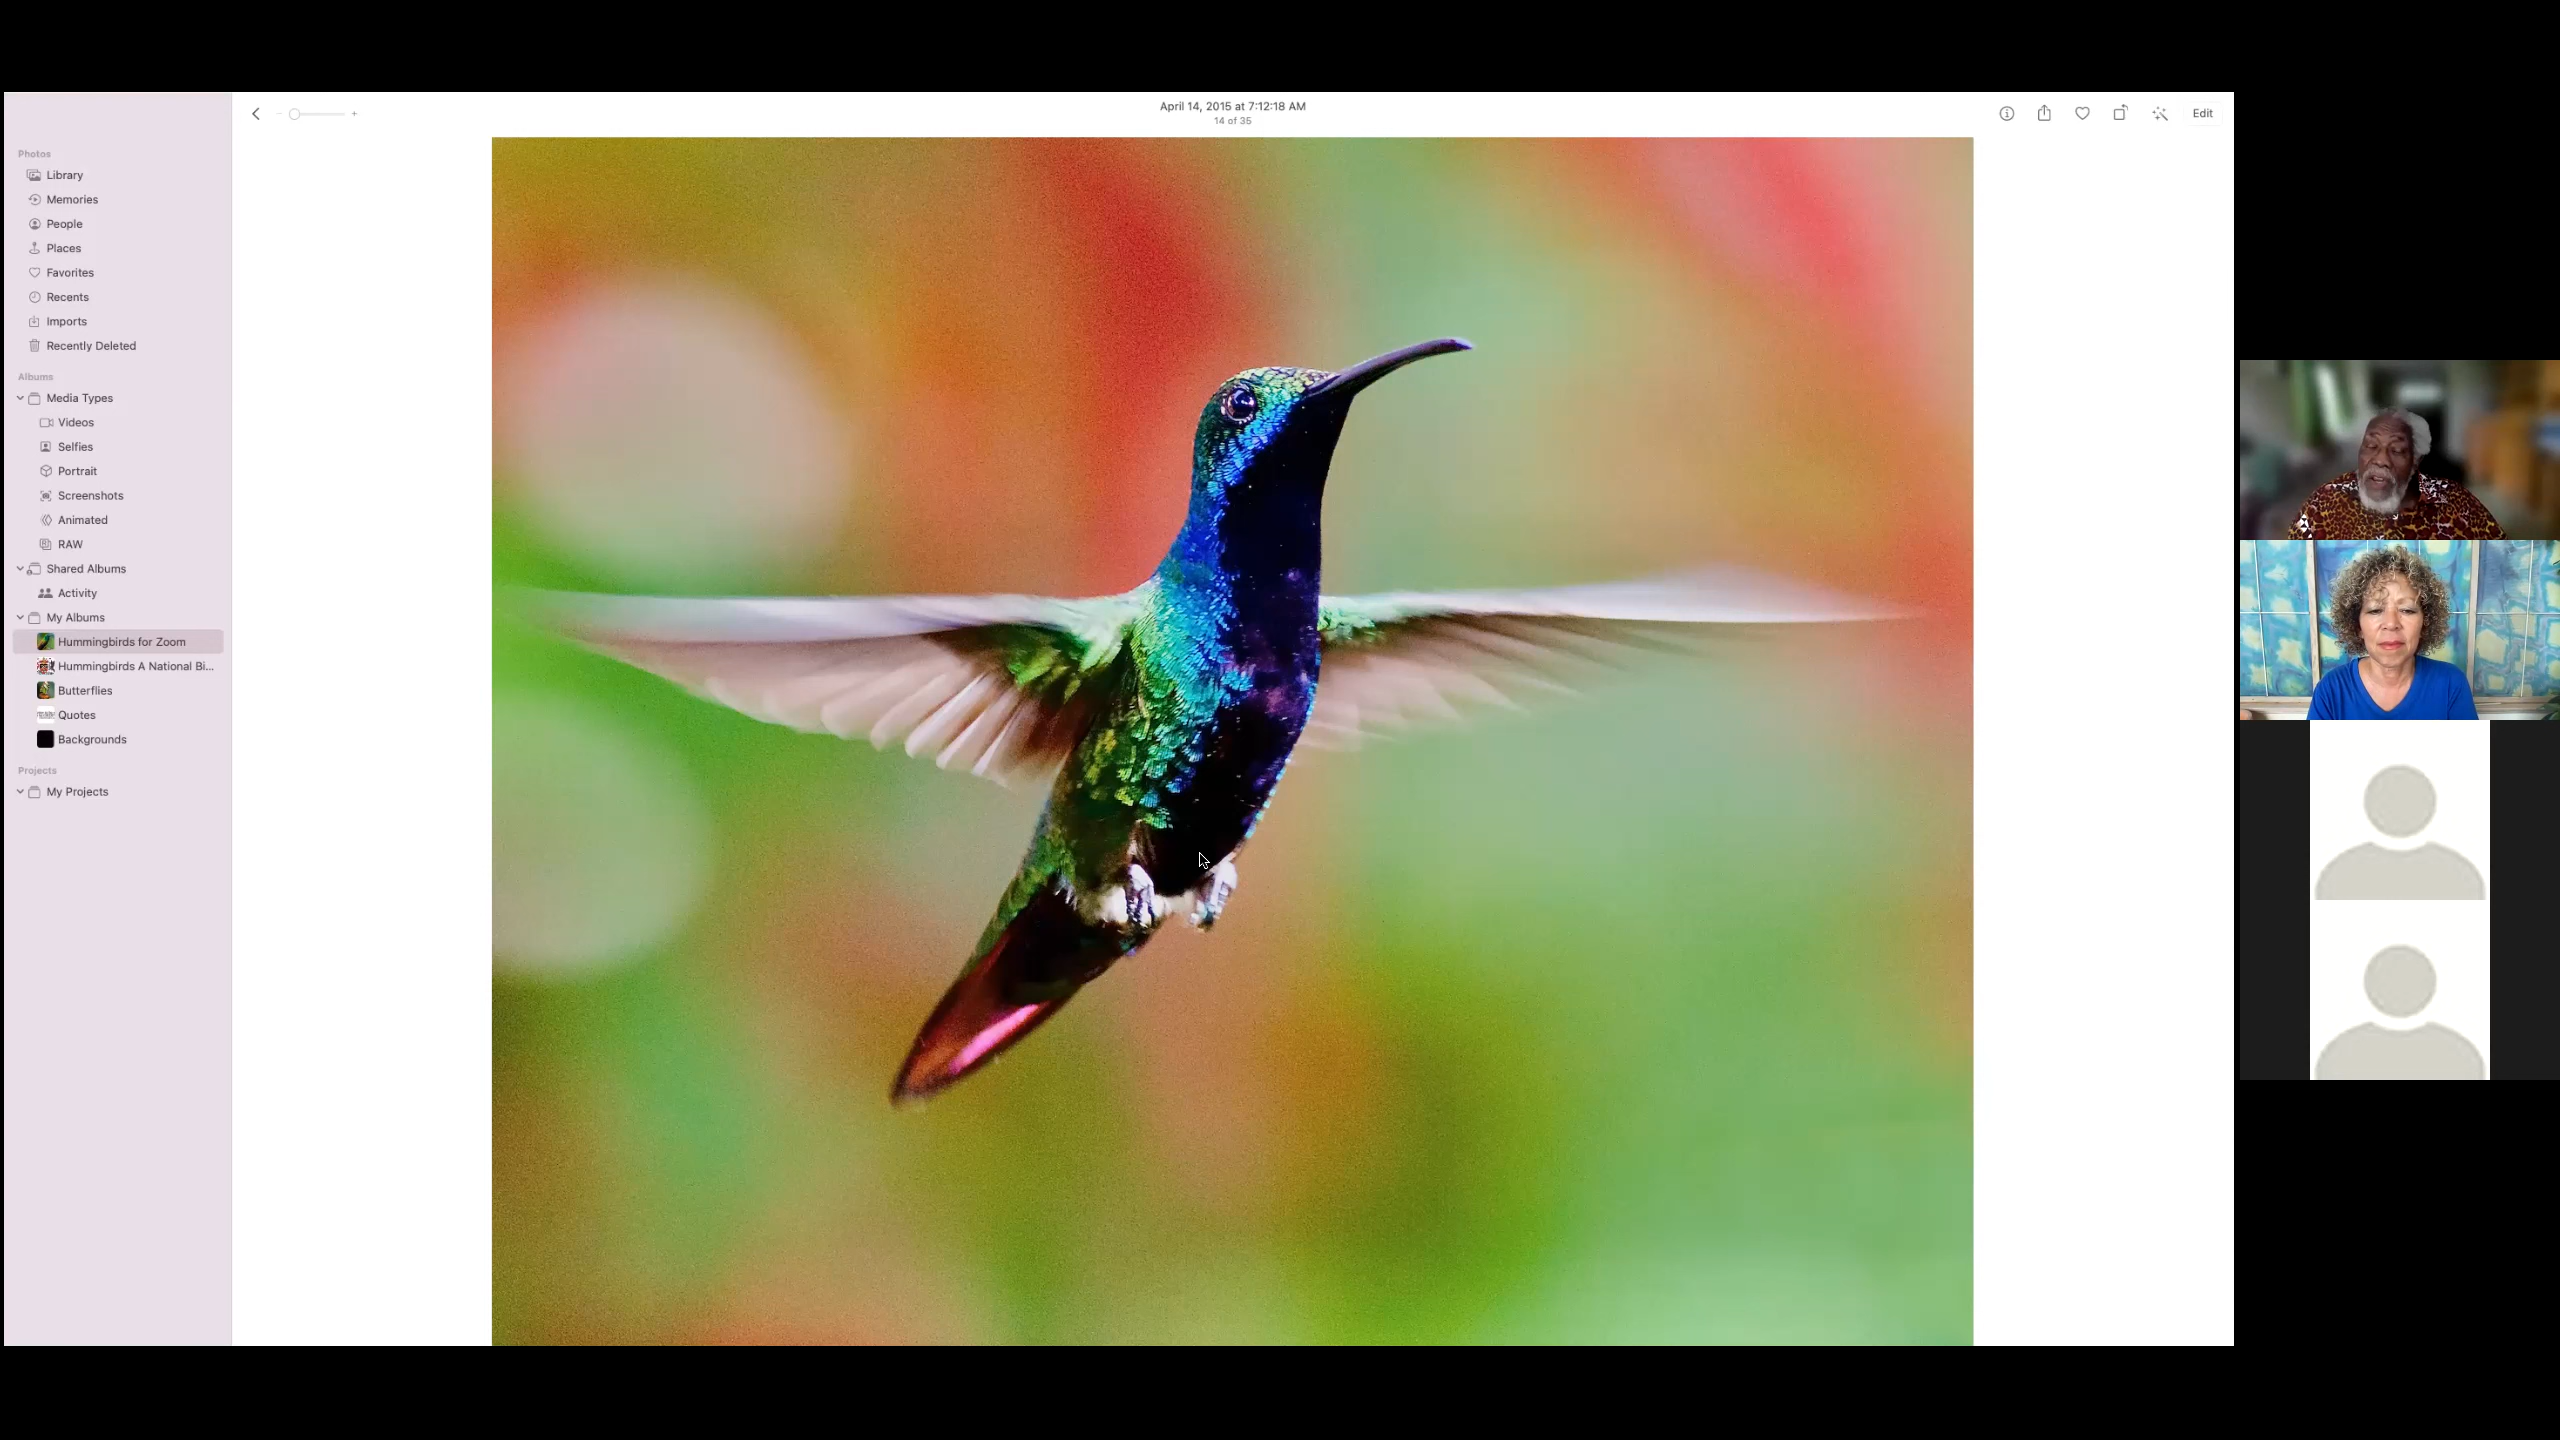 April 14, 2015 at 7:12:18 AM
14 of 35
Edit
Photos
Library
Memories
People
Places
Favorites
Recents
Imports
Recently Deleted
Albums
Media Types
Videos
Selfies
Portrait
Screenshots
Animated
RAW
Shared Albums
Activity
My Albums
Hummingbirds for Zoom
Hummingbirds A National Bi...
Butterflies
Quotes
Backgrounds
Projects
My Projects